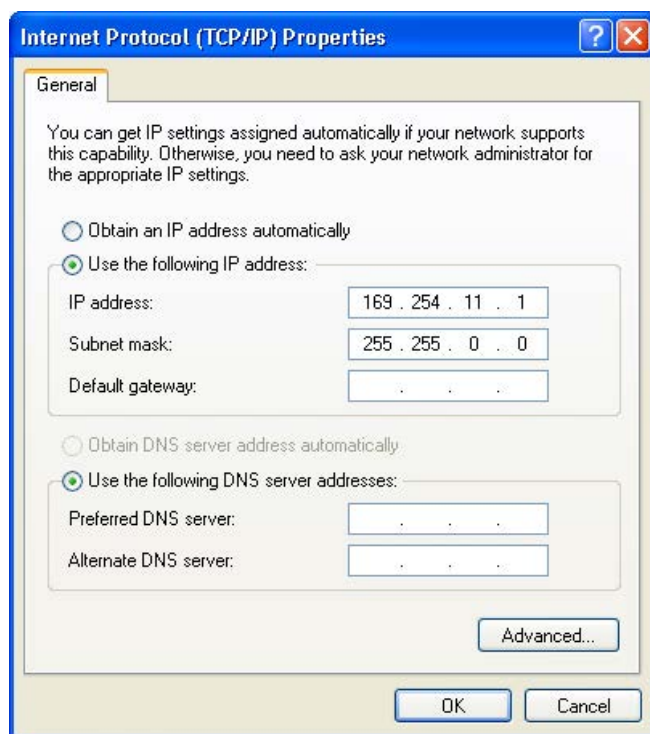 Internet Protocol (TCP/IP) Properties
General
You can get IP settings assigned automatically if your network supports
this capability. Otherwise, you need to ask your network administrator for
the appropriate IP settings.
Obtain an IP address automatically
Use the following IP address:
IP address: 169 . 254 . 11 . 1
Subnet mask: 255 . 255 . 0 . 0
Default gateway: . . .
Obtain DNS server address automatically
Use the following DNS server addresses:
Preferred DNS server: . . .
Alternate DNS server: . . .
Advanced...
OK Cancel